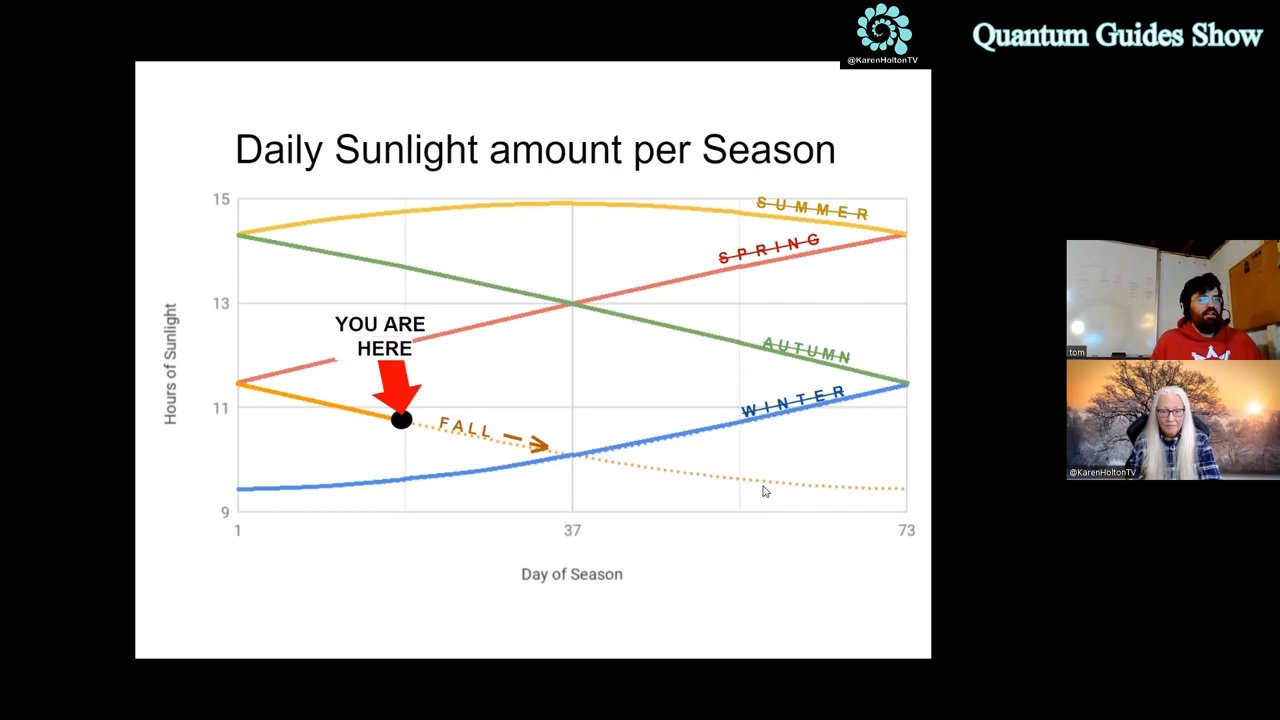 @KarenHoltonTV
Quantum Guides Show
Daily Sunlight amount per Season
15
13
11
9
Hours of Sunlight
SUMMER
SPRING
YOU ARE
HERE
AUTUMN
WINTER
FALL
1
37
73
Day of Season
tom
@KarenHoltonTV